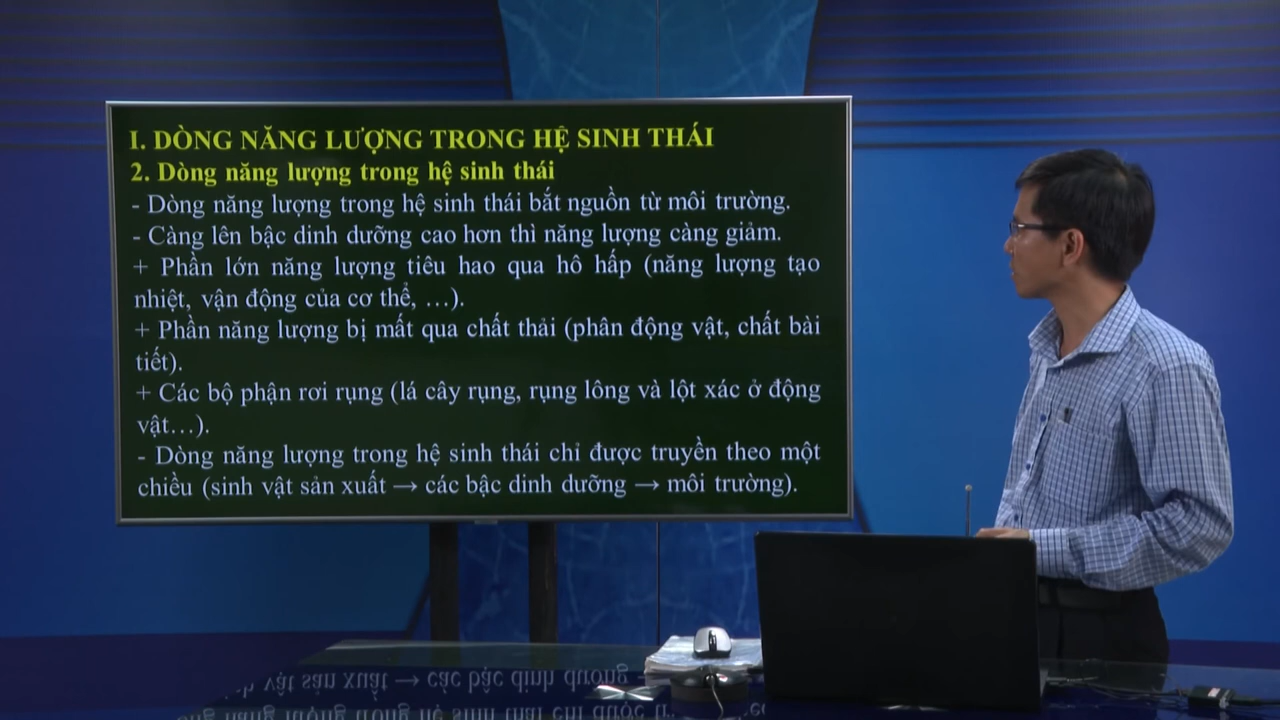 I. DÒNG NĂNG LƯỢNG TRONG HỆ SINH THÁI
2. Dòng năng lượng trong hệ sinh thái
- Dòng năng lượng trong hệ sinh thái bắt nguồn từ môi trường.
- Càng lên bậc dinh dưỡng cao hơn thì năng lượng càng giảm.
+ Phần lớn năng lượng tiêu hao qua hô hấp (năng lượng tạo
nhiệt, vận động của cơ thể, …).
+ Phần năng lượng bị mất qua chất thải (phân động vật, chất bài
tiết).
+ Các bộ phận rơi rụng (lá cây rụng, rụng lông và lột xác ở động
vật…).
- Dòng năng lượng trong hệ sinh thái chỉ được truyền theo một
chiều (sinh vật sản xuất → các bậc dinh dưỡng → môi trường).